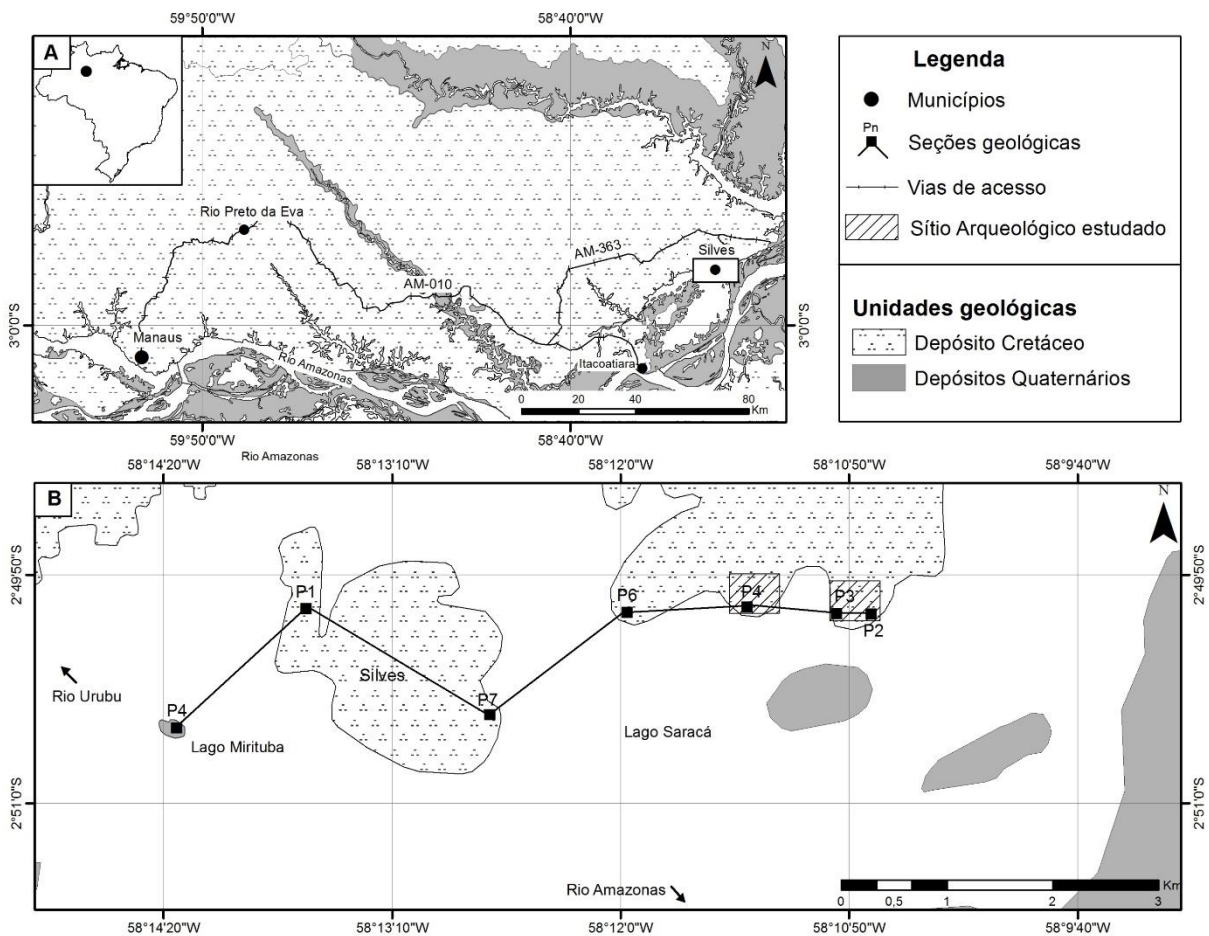 59°50'0"W 58°40'0"W
A
N
Rio Preto da Eva
AM-363
Silves
AM-010
3°0'0"S 3°0'0"S
Manaus
Rio Amazonas
Itacoatiara
0 20 40 60 80
Km
59°50'0"W 58°40'0"W
Legenda
Municípios
Pn
Seções geológicas
Vias de acesso
Sítio Arqueológico estudado
Unidades geológicas
Depósito Cretáceo
Depósitos Quaternários
Rio Amazonas
58°14'20"W 58°13'10"W 58°12'0"W 58°10'50"W 58°9'40"W
B
N
2°49'50"S 2°49'50"S
P1 P6 P4 P3
P2
Silves
Rio Urubu
P4 P7
Lago Mirituba Lago Saracá
2°51'0"S 2°51'0"S
Rio Amazonas
Km
0 0,5 1 2 3
58°14'20"W 58°13'10"W 58°12'0"W 58°10'50"W 58°9'40"W